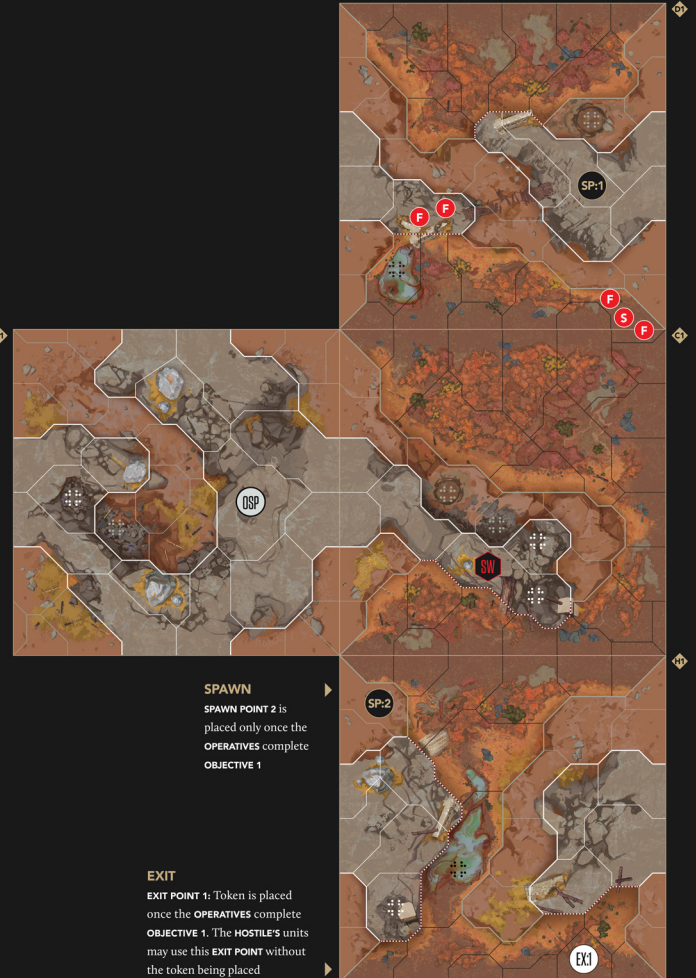 D1
SP:1
F
F
F
S
F
1
C1
OSP
SW
H1
SPAWN
SP:2
SPAWN POINT 2 is
placed only once the
OPERATIVES complete
OBJECTIVE 1
EXIT
EXIT POINT 1: Token is placed
once the OPERATIVES complete
OBJECTIVE 1. The HOSTILE'S units
may use this EXIT POINT without
the token being placed
EX:1